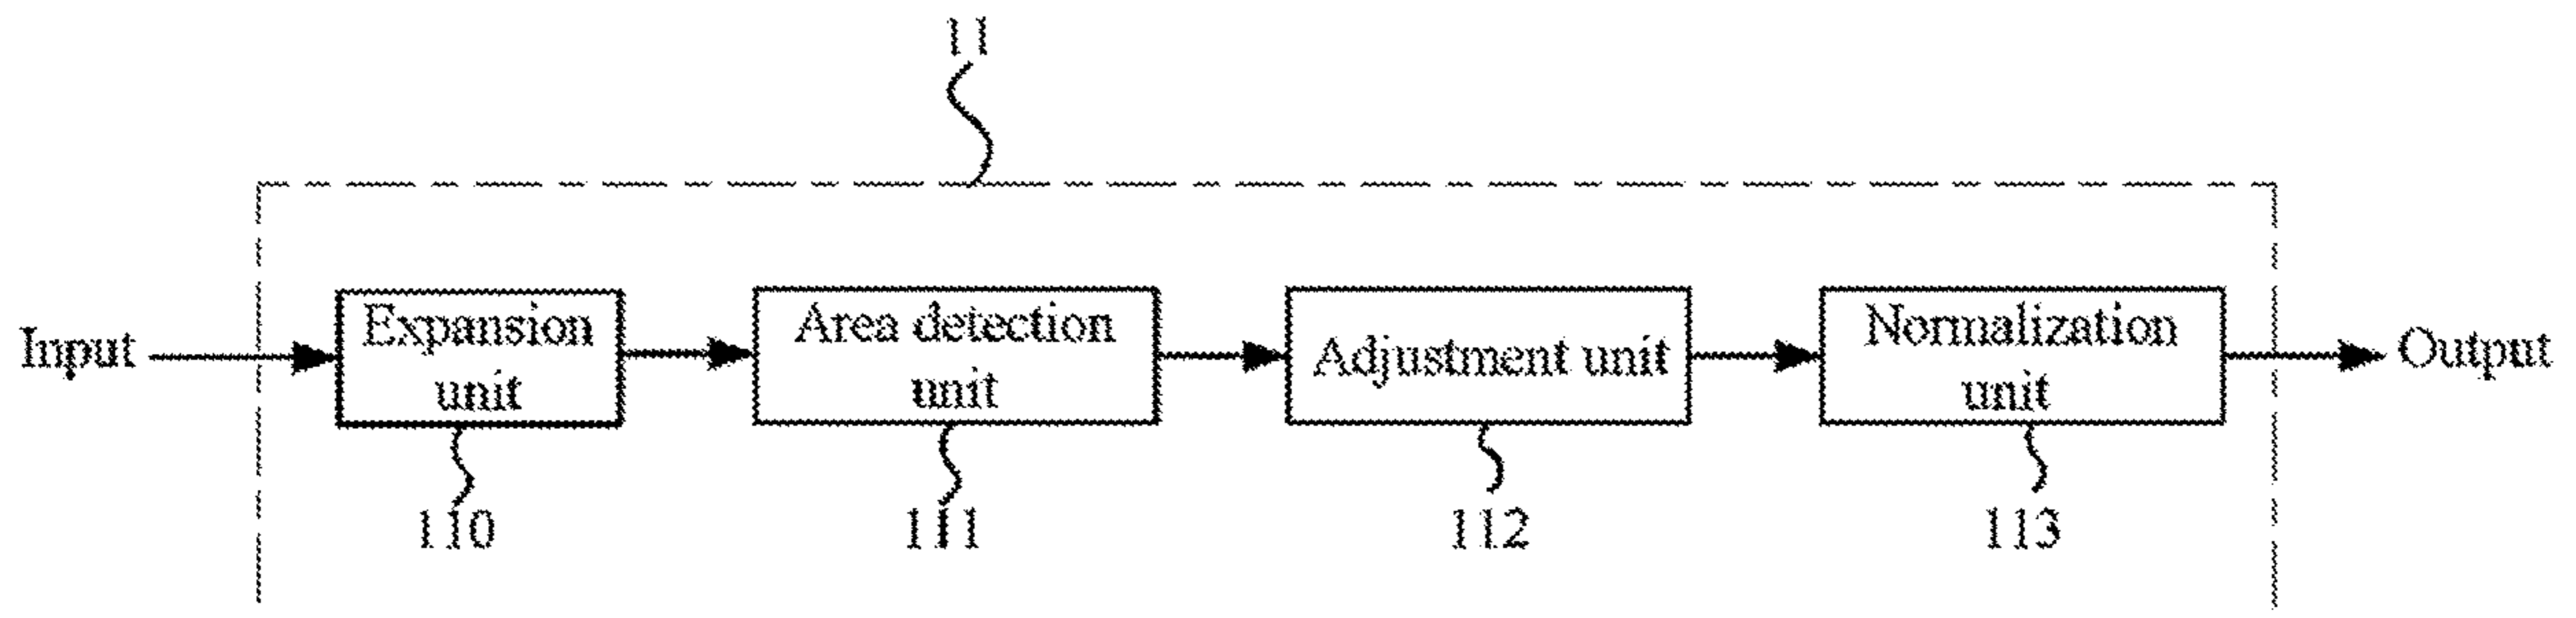 11
Input
Expansion
unit
Area detection
unit
Adjustment unit
Normalization
unit
Output
110
111
112
113